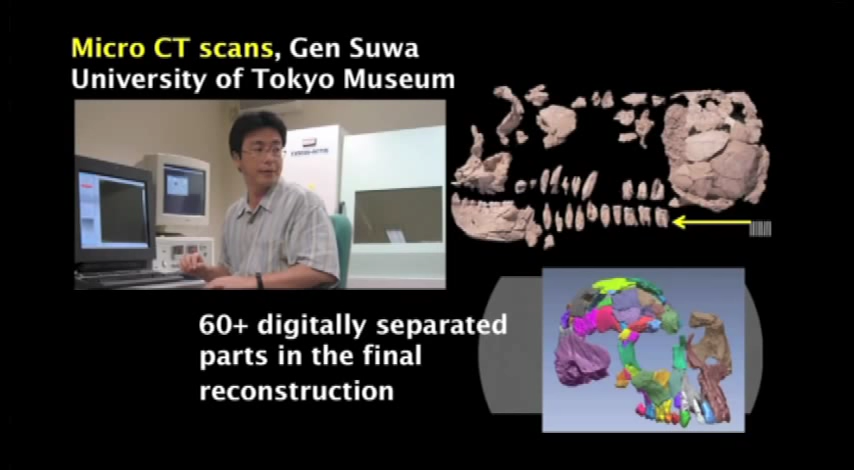 Micro CT scans, Gen Suwa
University of Tokyo Museum
60+ digitally separated
parts in the final
reconstruction